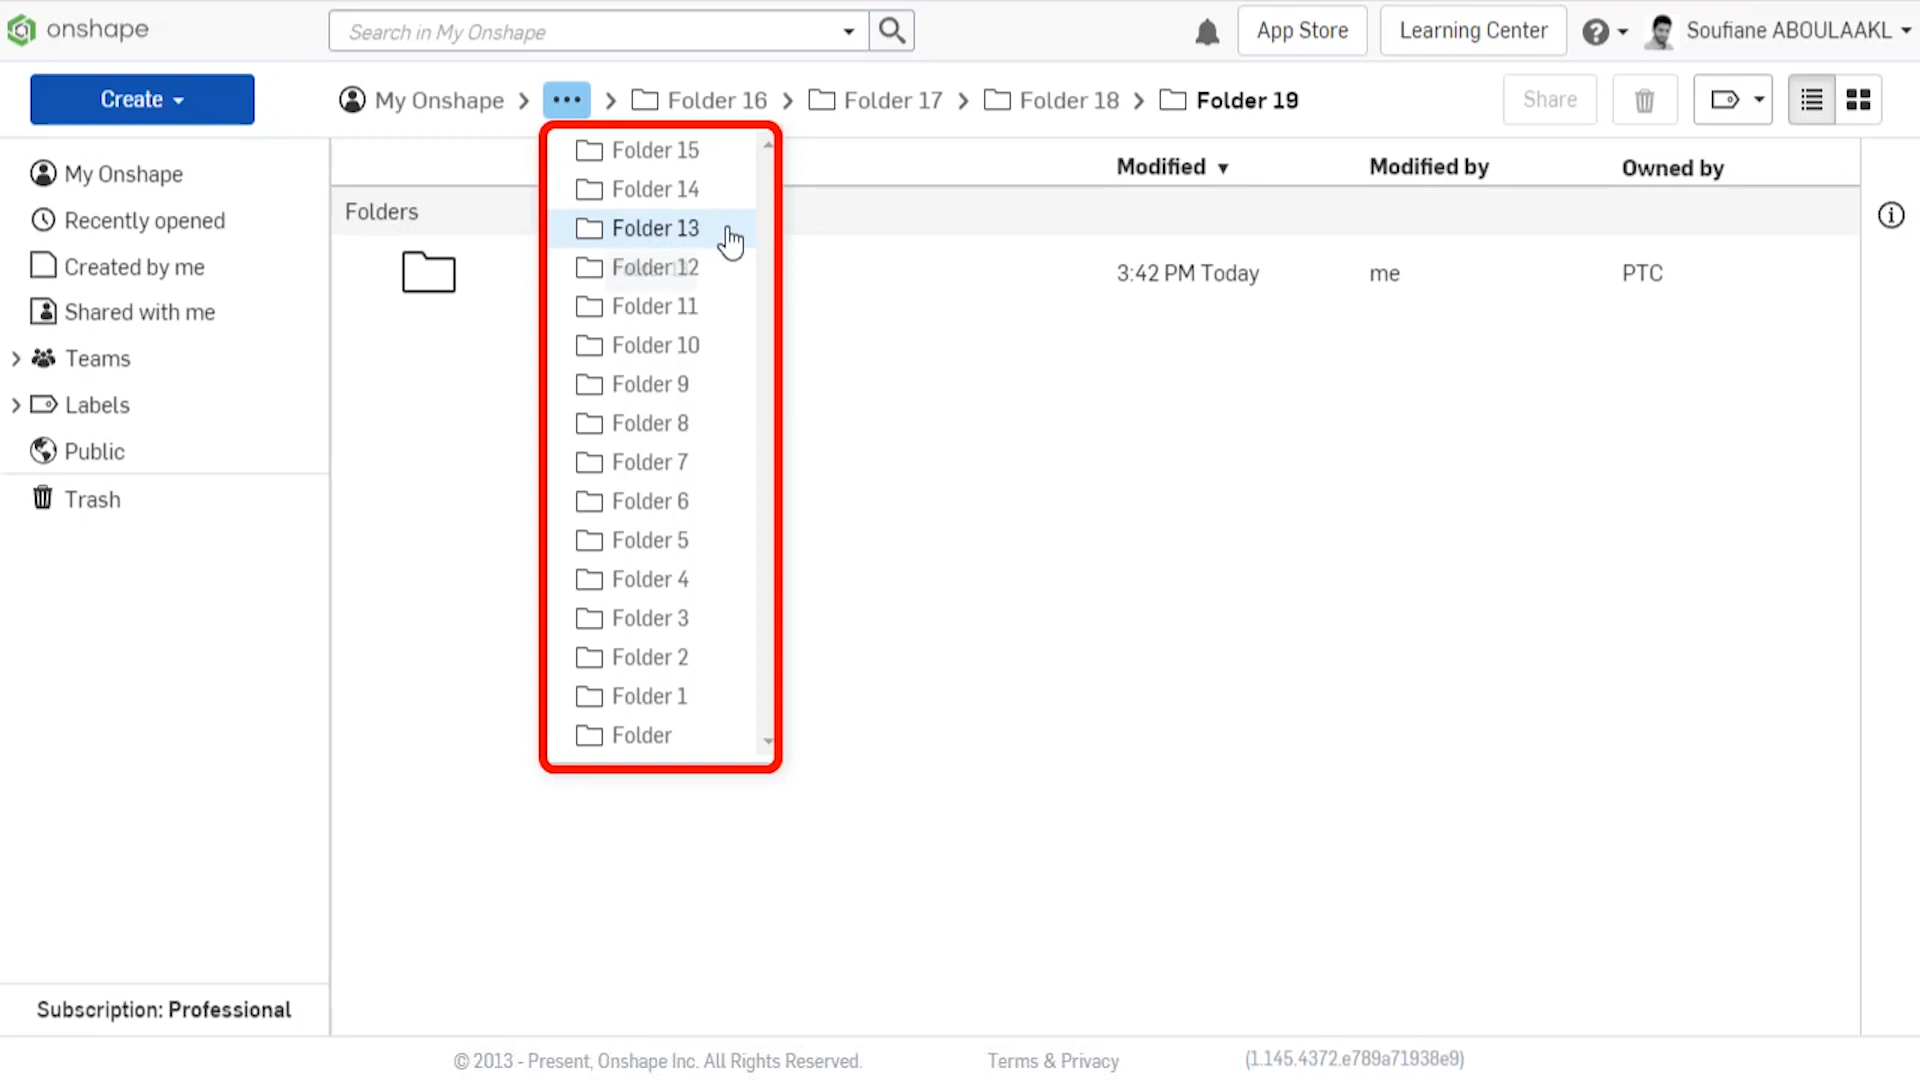 onshape
Search in My Onshape
App Store
Learning Center
Soufiane ABOULAAKL
Create
My Onshape > ••• > Folder 16 > Folder 17 > Folder 18 > Folder 19
Share
My Onshape
Recently opened
Created by me
Shared with me
Teams
Labels
Public
Trash
Subscription: Professional
Modified
Modified by
Owned by
Folders
3:42 PM Today
me
PTC
Folder 15
Folder 14
Folder 13
Folder 12
Folder 11
Folder 10
Folder 9
Folder 8
Folder 7
Folder 6
Folder 5
Folder 4
Folder 3
Folder 2
Folder 1
Folder
© 2013 - Present, Onshape Inc. All Rights Reserved.
Terms & Privacy
(1.145.4372.e789a71938e9)